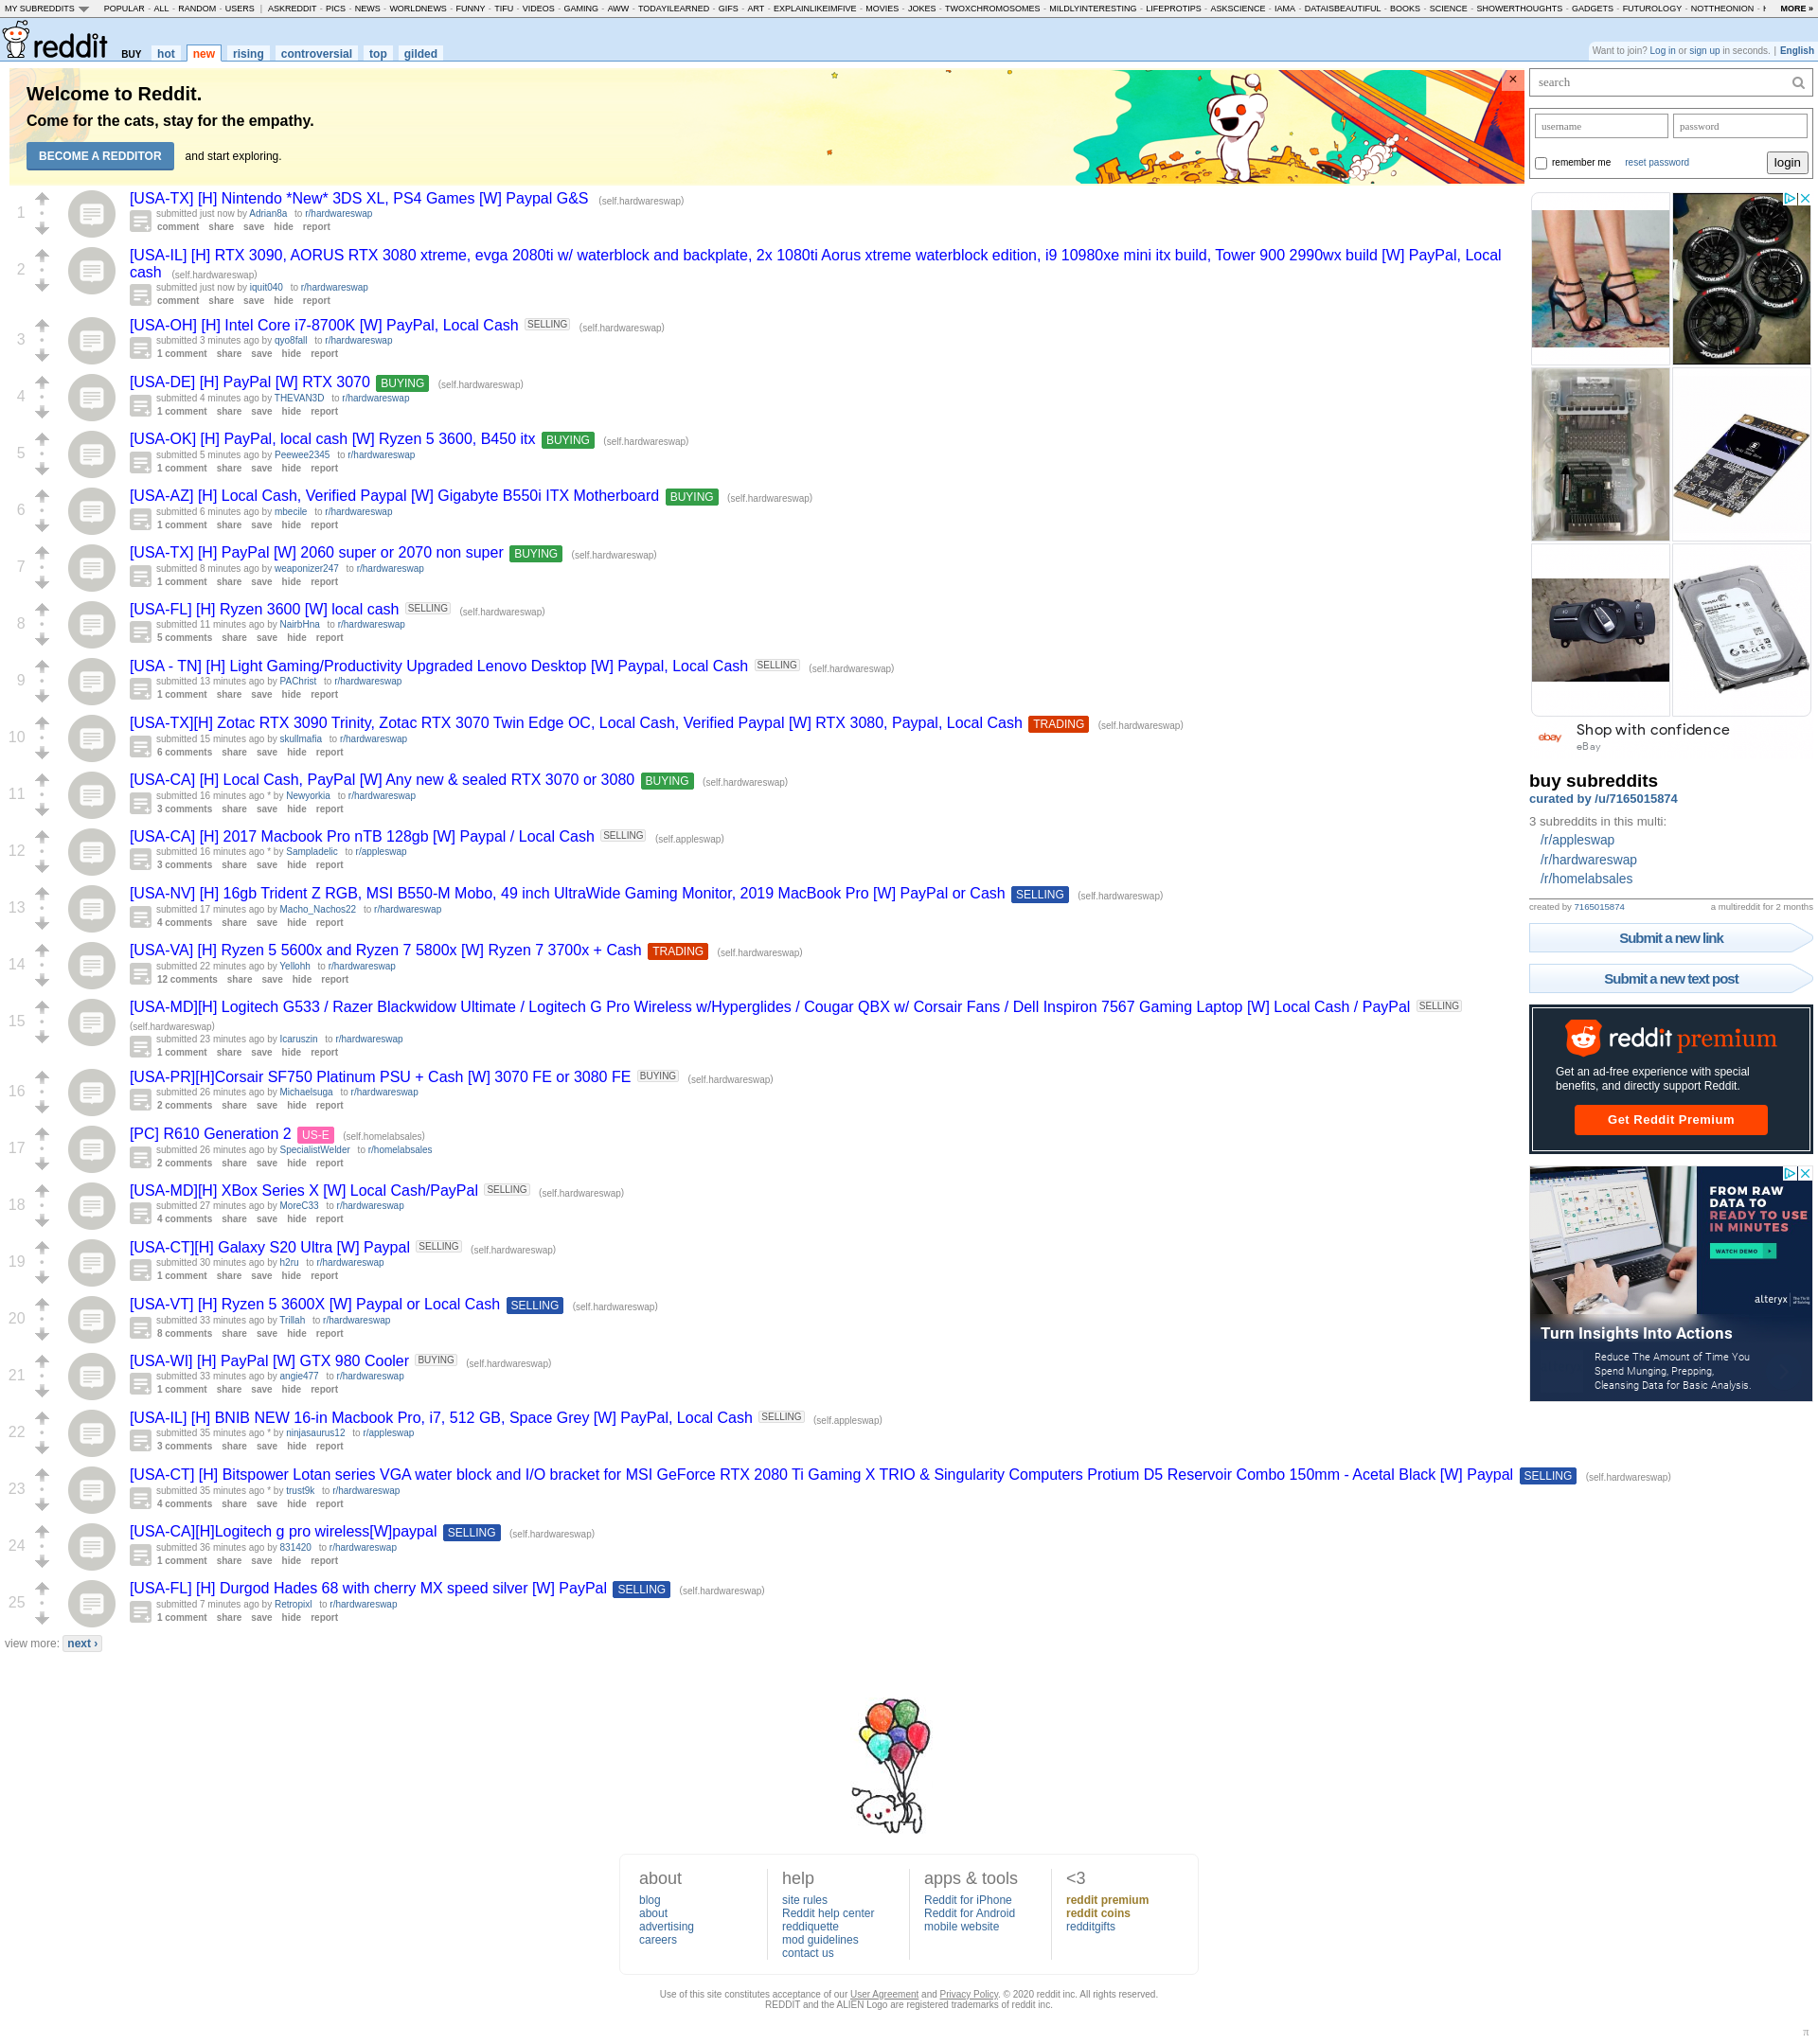 MY SUBREDDITS POPULAR - ALL - RANDOM - USERS | ASKREDDIT - PICS - NEWS - WORLDNEWS - FUNNY - TIFU - VIDEOS - GAMING - AWW - TODAYILEARNED - GIFS - ART - EXPLAINLIKEIMFIVE - MOVIES - JOKES - TWOXCHROMOSOMES - MILDLYINTERESTING - LIFEPROTIPS - ASKSCIENCE - IAMA - DATAISBEAUTIFUL - BOOKS - SCIENCE - SHOWERTHOUGHTS - GADGETS - FUTUROLOGY - NOTTHEONION - MORE »
reddit BUY hot new rising controversial top gilded
Want to join? Log in or sign up in seconds. | English
Welcome to Reddit.
Come for the cats, stay for the empathy.
BECOME A REDDITOR and start exploring.
1
[USA-TX] [H] Nintendo *New* 3DS XL, PS4 Games [W] Paypal G&S (self.hardwareswap)
submitted just now by Adrian8a to r/hardwareswap
comment share save hide report
2
[USA-IL] [H] RTX 3090, AORUS RTX 3080 xtreme, evga 2080ti w/ waterblock and backplate, 2x 1080ti Aorus xtreme waterblock edition, i9 10980xe mini itx build, Tower 900 2990wx build [W] PayPal, Local
cash (self.hardwareswap)
submitted just now by iquit040 to r/hardwareswap
comment share save hide report
3
[USA-OH] [H] Intel Core i7-8700K [W] PayPal, Local Cash SELLING (self.hardwareswap)
submitted 3 minutes ago by qyo8fall to r/hardwareswap
1 comment share save hide report
4
[USA-DE] [H] PayPal [W] RTX 3070 BUYING (self.hardwareswap)
submitted 4 minutes ago by THEVAN3D to r/hardwareswap
1 comment share save hide report
5
[USA-OK] [H] PayPal, local cash [W] Ryzen 5 3600, B450 itx BUYING (self.hardwareswap)
submitted 5 minutes ago by Peewee2345 to r/hardwareswap
1 comment share save hide report
6
[USA-AZ] [H] Local Cash, Verified Paypal [W] Gigabyte B550i ITX Motherboard BUYING (self.hardwareswap)
submitted 6 minutes ago by mbecile to r/hardwareswap
1 comment share save hide report
7
[USA-TX] [H] PayPal [W] 2060 super or 2070 non super BUYING (self.hardwareswap)
submitted 8 minutes ago by weaponizer247 to r/hardwareswap
1 comment share save hide report
8
[USA-FL] [H] Ryzen 3600 [W] local cash SELLING (self.hardwareswap)
submitted 11 minutes ago by NairbHna to r/hardwareswap
5 comments share save hide report
9
[USA - TN] [H] Light Gaming/Productivity Upgraded Lenovo Desktop [W] Paypal, Local Cash SELLING (self.hardwareswap)
submitted 13 minutes ago by PAChrist to r/hardwareswap
1 comment share save hide report
10
[USA-TX][H] Zotac RTX 3090 Trinity, Zotac RTX 3070 Twin Edge OC, Local Cash, Verified Paypal [W] RTX 3080, Paypal, Local Cash TRADING (self.hardwareswap)
submitted 15 minutes ago by skullmafia to r/hardwareswap
6 comments share save hide report
11
[USA-CA] [H] Local Cash, PayPal [W] Any new & sealed RTX 3070 or 3080 BUYING (self.hardwareswap)
submitted 16 minutes ago * by Newyorkia to r/hardwareswap
3 comments share save hide report
12
[USA-CA] [H] 2017 Macbook Pro nTB 128gb [W] Paypal / Local Cash SELLING (self.appleswap)
submitted 16 minutes ago * by Sampladelic to r/appleswap
3 comments share save hide report
13
[USA-NV] [H] 16gb Trident Z RGB, MSI B550-M Mobo, 49 inch UltraWide Gaming Monitor, 2019 MacBook Pro [W] PayPal or Cash SELLING (self.hardwareswap)
submitted 17 minutes ago by Macho_Nachos22 to r/hardwareswap
4 comments share save hide report
14
[USA-VA] [H] Ryzen 5 5600x and Ryzen 7 5800x [W] Ryzen 7 3700x + Cash TRADING (self.hardwareswap)
submitted 22 minutes ago by Yellohh to r/hardwareswap
12 comments share save hide report
15
[USA-MD][H] Logitech G533 / Razer Blackwidow Ultimate / Logitech G Pro Wireless w/Hyperglides / Cougar QBX w/ Corsair Fans / Dell Inspiron 7567 Gaming Laptop [W] Local Cash / PayPal SELLING
(self.hardwareswap)
submitted 23 minutes ago by Icaruszin to r/hardwareswap
1 comment share save hide report
16
[USA-PR][H]Corsair SF750 Platinum PSU + Cash [W] 3070 FE or 3080 FE BUYING (self.hardwareswap)
submitted 26 minutes ago by Michaelsuga to r/hardwareswap
2 comments share save hide report
17
[PC] R610 Generation 2 US-E (self.homelabsales)
submitted 26 minutes ago by SpecialistWelder to r/homelabsales
2 comments share save hide report
18
[USA-MD][H] XBox Series X [W] Local Cash/PayPal SELLING (self.hardwareswap)
submitted 27 minutes ago by MoreC33 to r/hardwareswap
4 comments share save hide report
19
[USA-CT][H] Galaxy S20 Ultra [W] Paypal SELLING (self.hardwareswap)
submitted 30 minutes ago by h2ru to r/hardwareswap
1 comment share save hide report
20
[USA-VT] [H] Ryzen 5 3600X [W] Paypal or Local Cash SELLING (self.hardwareswap)
submitted 33 minutes ago by Trillah to r/hardwareswap
8 comments share save hide report
21
[USA-WI] [H] PayPal [W] GTX 980 Cooler BUYING (self.hardwareswap)
submitted 33 minutes ago by angie477 to r/hardwareswap
1 comment share save hide report
22
[USA-IL] [H] BNIB NEW 16-in Macbook Pro, i7, 512 GB, Space Grey [W] PayPal, Local Cash SELLING (self.appleswap)
submitted 35 minutes ago * by ninjasaurus12 to r/appleswap
3 comments share save hide report
23
[USA-CT] [H] Bitspower Lotan series VGA water block and I/O bracket for MSI GeForce RTX 2080 Ti Gaming X TRIO & Singularity Computers Protium D5 Reservoir Combo 150mm - Acetal Black [W] Paypal SELLING (self.hardwareswap)
submitted 35 minutes ago * by trust9k to r/hardwareswap
4 comments share save hide report
24
[USA-CA][H]Logitech g pro wireless[W]paypal SELLING (self.hardwareswap)
submitted 36 minutes ago by 831420 to r/hardwareswap
1 comment share save hide report
25
[USA-FL] [H] Durgod Hades 68 with cherry MX speed silver [W] PayPal SELLING (self.hardwareswap)
submitted 7 minutes ago by Retropixl to r/hardwareswap
1 comment share save hide report
view more: next ›
search
username password
remember me reset password login
ebay Shop with confidence
eBay
buy subreddits
curated by /u/7165015874
3 subreddits in this multi:
/r/appleswap
/r/hardwareswap
/r/homelabsales
created by 7165015874 a multireddit for 2 months
Submit a new link
Submit a new text post
reddit premium
Get an ad-free experience with special
benefits, and directly support Reddit.
Get Reddit Premium
FROM RAW
DATA TO
READY TO USE
IN MINUTES
WATCH DEMO
alteryx
Turn Insights Into Actions
Reduce The Amount of Time You
Spend Munging, Prepping,
Cleansing Data for Basic Analysis.
about
blog
about
advertising
careers
help
site rules
Reddit help center
reddiquette
mod guidelines
contact us
apps & tools
Reddit for iPhone
Reddit for Android
mobile website
<3
reddit premium
reddit coins
redditgifts
Use of this site constitutes acceptance of our User Agreement and Privacy Policy. © 2020 reddit inc. All rights reserved.
REDDIT and the ALIEN Logo are registered trademarks of reddit inc.
π